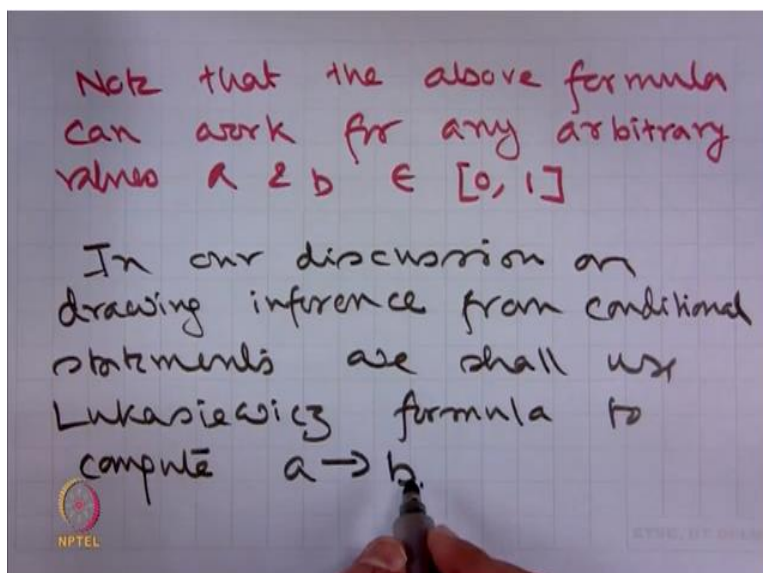 Note that the above formula
can work for any arbitrary
values a & b ∈ [0, 1]
In our discussion on
drawing inference from conditional
statements we shall use
Lukasiewicz formula to
compute a → b.
NPTEL